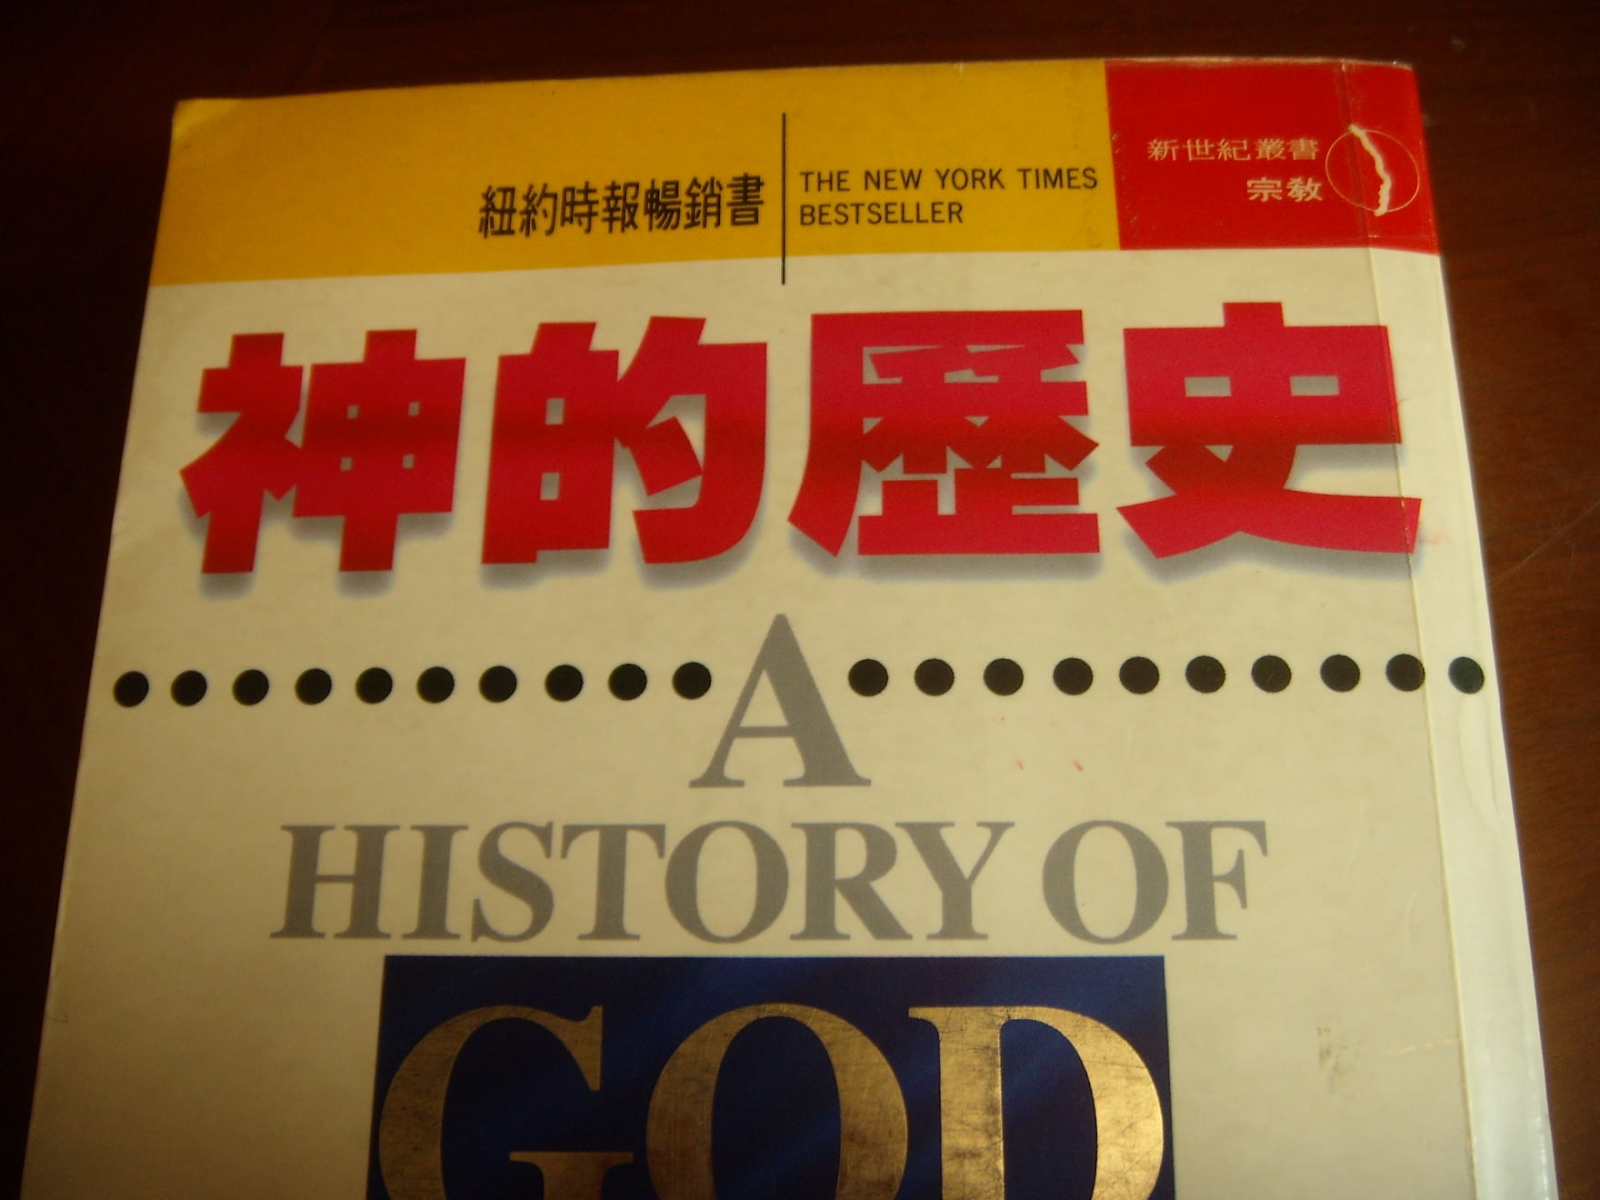 紐約時報暢銷書
THE NEW YORK TIMES
BESTSELLER
新世紀叢書
宗教
神的歷史
A
HISTORY OF
GOD